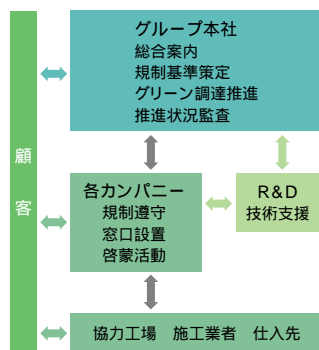 顧客
グループ本社
総合案内
規制基準策定
グリーン調達推進
推進状況監査
各カンパニー
規制遵守
窓口設置
啓蒙活動
R&D
技術支援
協力工場 施工業者 仕入先